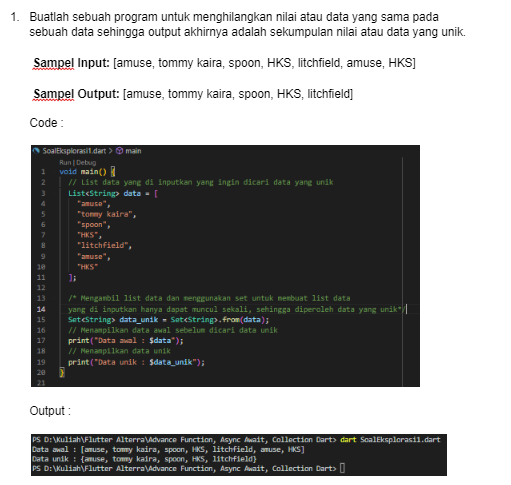 1. Buatlah sebuah program untuk menghilangkan nilai atau data yang sama pada
sebuah data sehingga output akhirnya adalah sekumpulan nilai atau data yang unik.
Sampel Input: [amuse, tommy kaira, spoon, HKS, litchfield, amuse, HKS]
Sampel Output: [amuse, tommy kaira, spoon, HKS, litchfield]
Code :
SoalEksplorasi1.dart > main
Run | Debug
1 void main() {
2 // List data yang di inputkan yang ingin dicari data yang unik
3 List<String> data = [
4 "amuse",
5 "tommy kaira",
6 "spoon",
7 "HKS",
8 "litchfield",
9 "amuse",
10 "HKS"
11 ];
12
13 /* Mengambil list data dan menggunakan set untuk membuat list data
14 yang di inputkan hanya dapat muncul sekali, sehingga diperoleh data yang unik*/
15 Set<String> data_unik = Set<String>.from(data);
16 // Menampilkan data awal sebelum dicari data unik
17 print("Data awal : $data");
18 // Menampilkan data unik
19 print("Data unik : $data_unik");
20 }
21
Output :
PS D:\Kuliah\Flutter Alterra\Advance Function, Async Await, Collection Dart> dart SoalEksplorasi1.dart
Data awal : [amuse, tommy kaira, spoon, HKS, litchfield, amuse, HKS]
Data unik : {amuse, tommy kaira, spoon, HKS, litchfield}
PS D:\Kuliah\Flutter Alterra\Advance Function, Async Await, Collection Dart>